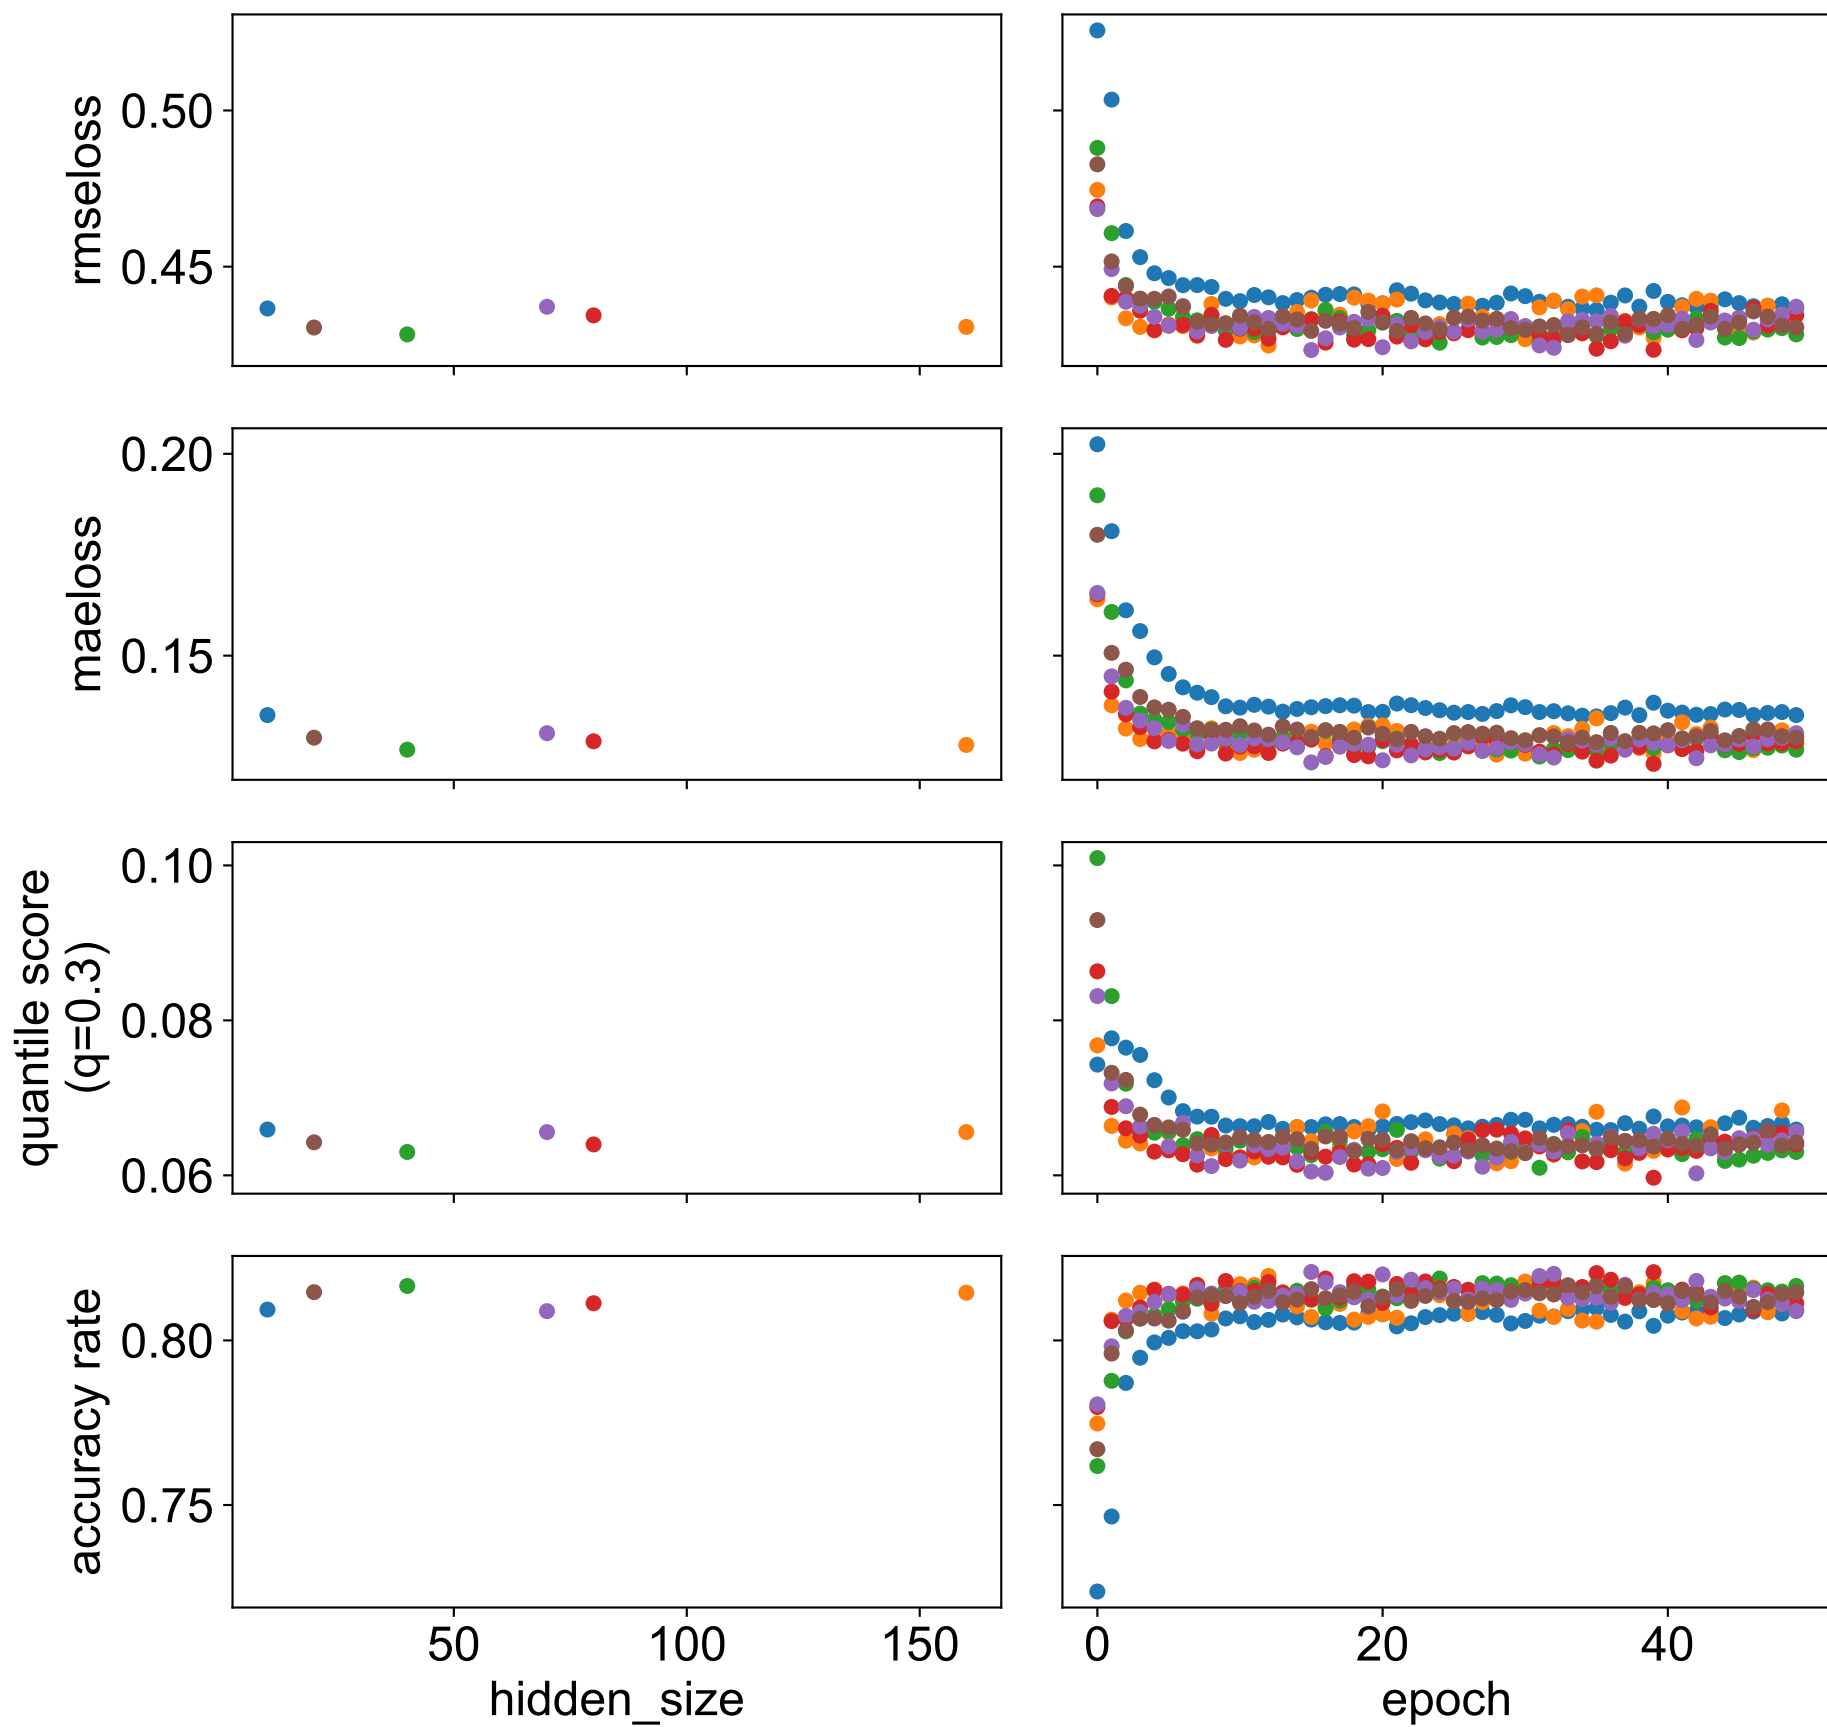 rmseloss
0.50
0.45
maeloss
0.20
0.15
quantile score
(q=0.3)
0.10
0.08
0.06
accuracy rate
0.80
0.75
50 100 150
hidden_size
0 20 40
epoch